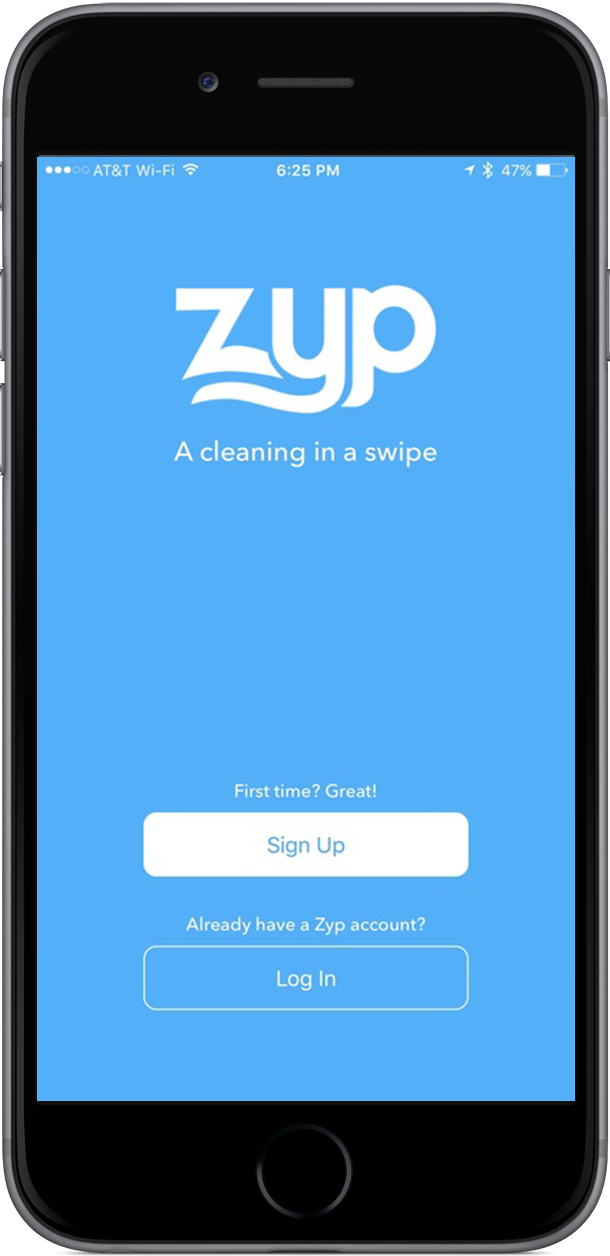 AT&T Wi-Fi 6:25 PM 47%
zyp
A cleaning in a swipe
First time? Great!
Sign Up
Already have a Zyp account?
Log In